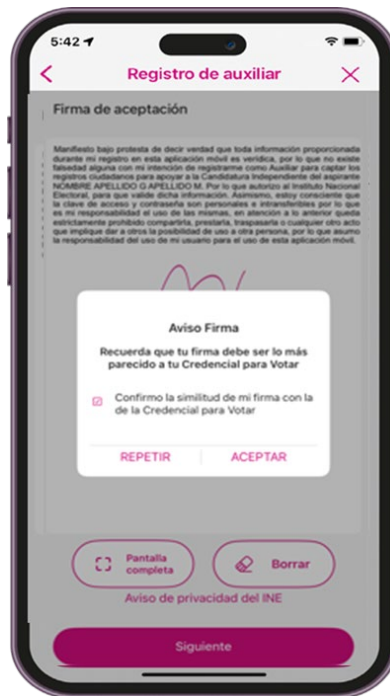 5:42
Registro de auxiliar
Firma de aceptación
Manifiesto bajo protesta de decir verdad que toda información proporcionada
durante mi registro en esta aplicación móvil es verídica, por lo que no existe
falsedad alguna con mi intención de registrarme como Auxiliar para captar los
registros ciudadanos para apoyar a la Candidatura Independiente del aspirante
NOMBRE APELLIDO G APELLIDO M. Por lo que autorizo al Instituto Nacional
Electoral, para que valide dicha información. Asimismo, estoy consciente que
la clave de acceso y contraseña son personales e intransferibles por lo que
es mi responsabilidad el uso de las mismas, en atención a lo anterior queda
estrictamente prohibido compartirla, prestarla, traspasarla o cualquier otro acto
que implique dar a otros la posibilidad de uso a otra persona, por lo que asumo
la responsabilidad del uso de mi usuario para el uso de esta aplicación móvil.
Aviso Firma
Recuerda que tu firma debe ser lo más
parecido a tu Credencial para Votar
Confirmo la similitud de mi firma con la
de la Credencial para Votar
REPETIR ACEPTAR
Pantalla
completa
Borrar
Aviso de privacidad del INE
Siguiente